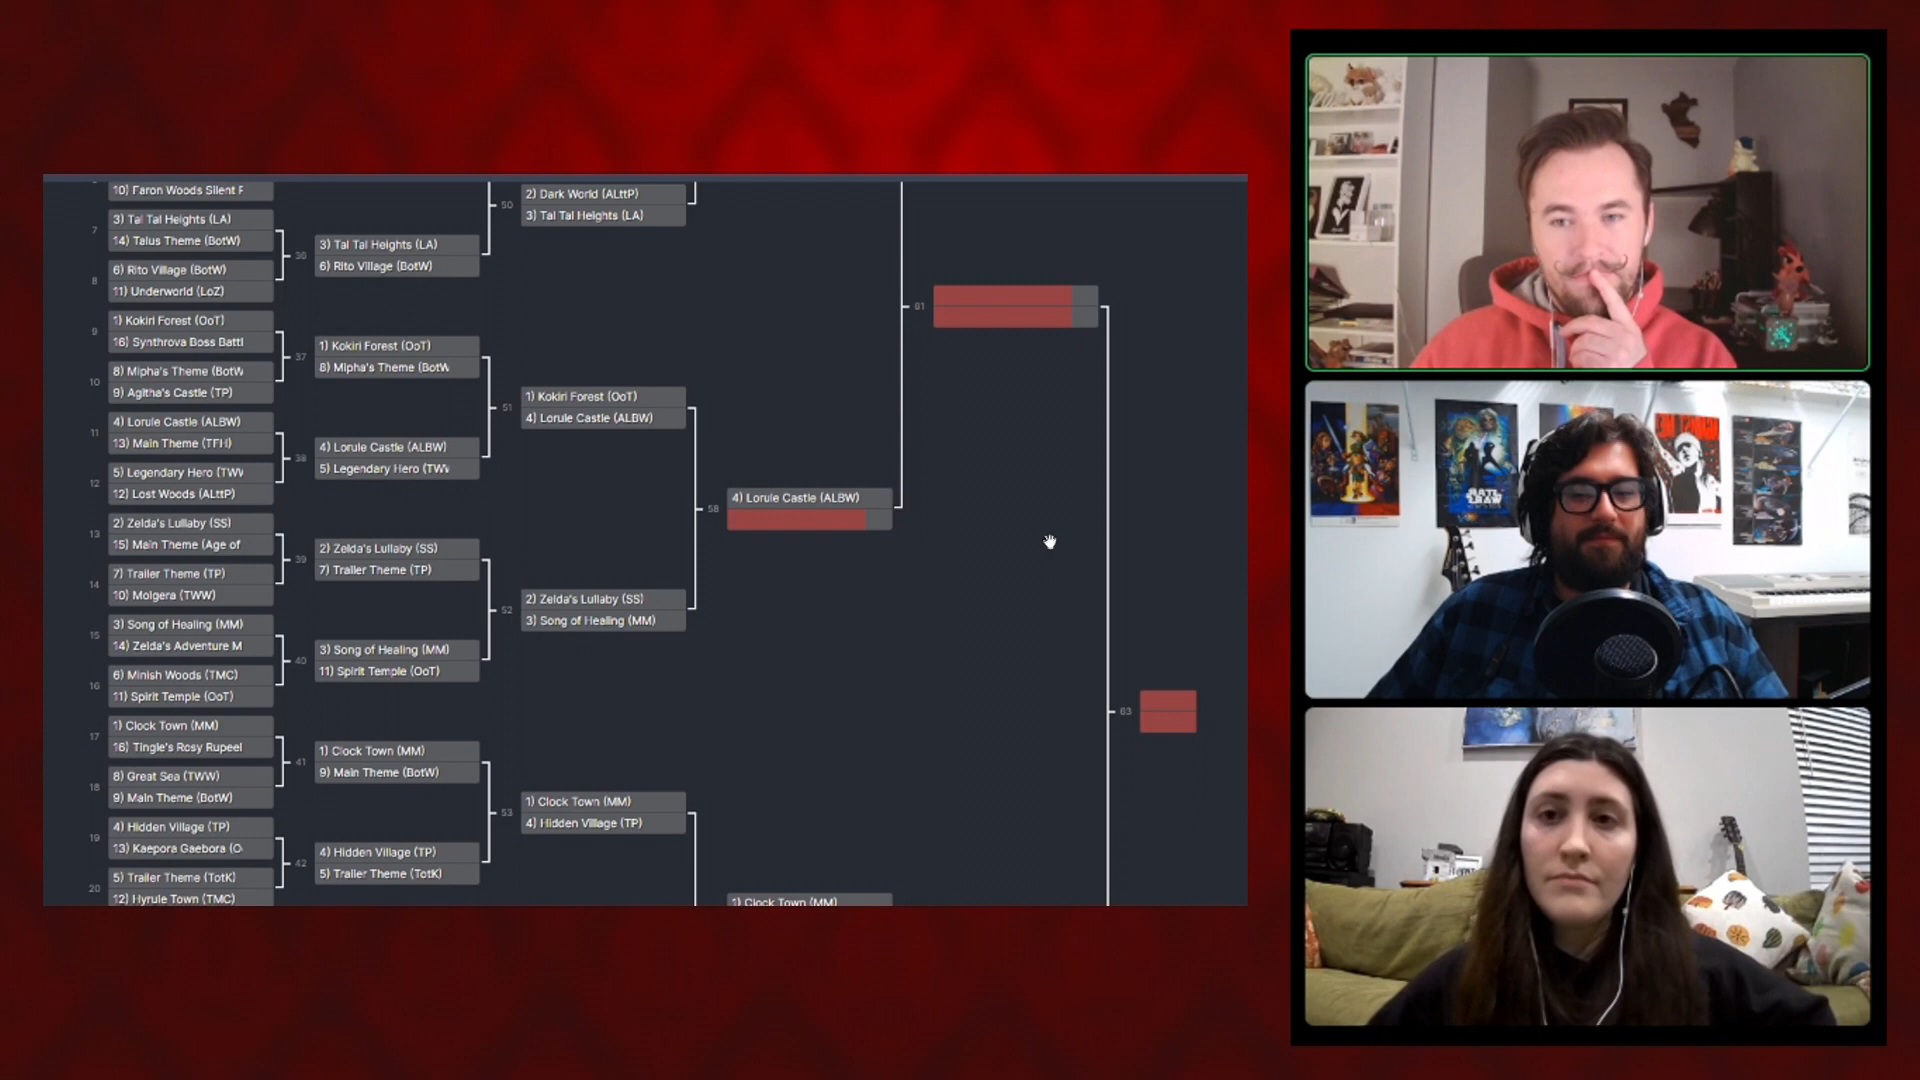 10) Faron Woods Silent F
7
3) Tal Tal Heights (LA)
14) Talus Theme (BotW)
8
6) Rito Village (BotW)
11) Underworld (LoZ)
9
1) Kokiri Forest (OoT)
16) Synthrova Boss Battl
10
8) Mipha's Theme (BotW
9) Agitha's Castle (TP)
11
4) Lorule Castle (ALBW)
13) Main Theme (TFH)
12
5) Legendary Hero (TWW
12) Lost Woods (ALttP)
13
2) Zelda's Lullaby (SS)
15) Main Theme (Age of
14
7) Trailer Theme (TP)
10) Molgera (TWW)
15
3) Song of Healing (MM)
14) Zelda's Adventure M
16
6) Minish Woods (TMC)
11) Spirit Temple (OoT)
17
1) Clock Town (MM)
16) Tingle's Rosy Rupeel
18
8) Great Sea (TWW)
9) Main Theme (BotW)
19
4) Hidden Village (TP)
13) Kaepora Gaebora (O
20
5) Trailer Theme (TotK)
12) Hyrule Town (TMC)
36
3) Tal Tal Heights (LA)
6) Rito Village (BotW)
37
1) Kokiri Forest (OoT)
8) Mipha's Theme (BotW
38
4) Lorule Castle (ALBW)
5) Legendary Hero (TWW
39
2) Zelda's Lullaby (SS)
7) Trailer Theme (TP)
40
3) Song of Healing (MM)
11) Spirit Temple (OoT)
41
1) Clock Town (MM)
9) Main Theme (BotW)
42
4) Hidden Village (TP)
5) Trailer Theme (TotK)
50
2) Dark World (ALttP)
3) Tal Tal Heights (LA)
51
1) Kokiri Forest (OoT)
4) Lorule Castle (ALBW)
52
2) Zelda's Lullaby (SS)
3) Song of Healing (MM)
53
1) Clock Town (MM)
4) Hidden Village (TP)
58
4) Lorule Castle (ALBW)
1) Clock Town (MM)
61
63